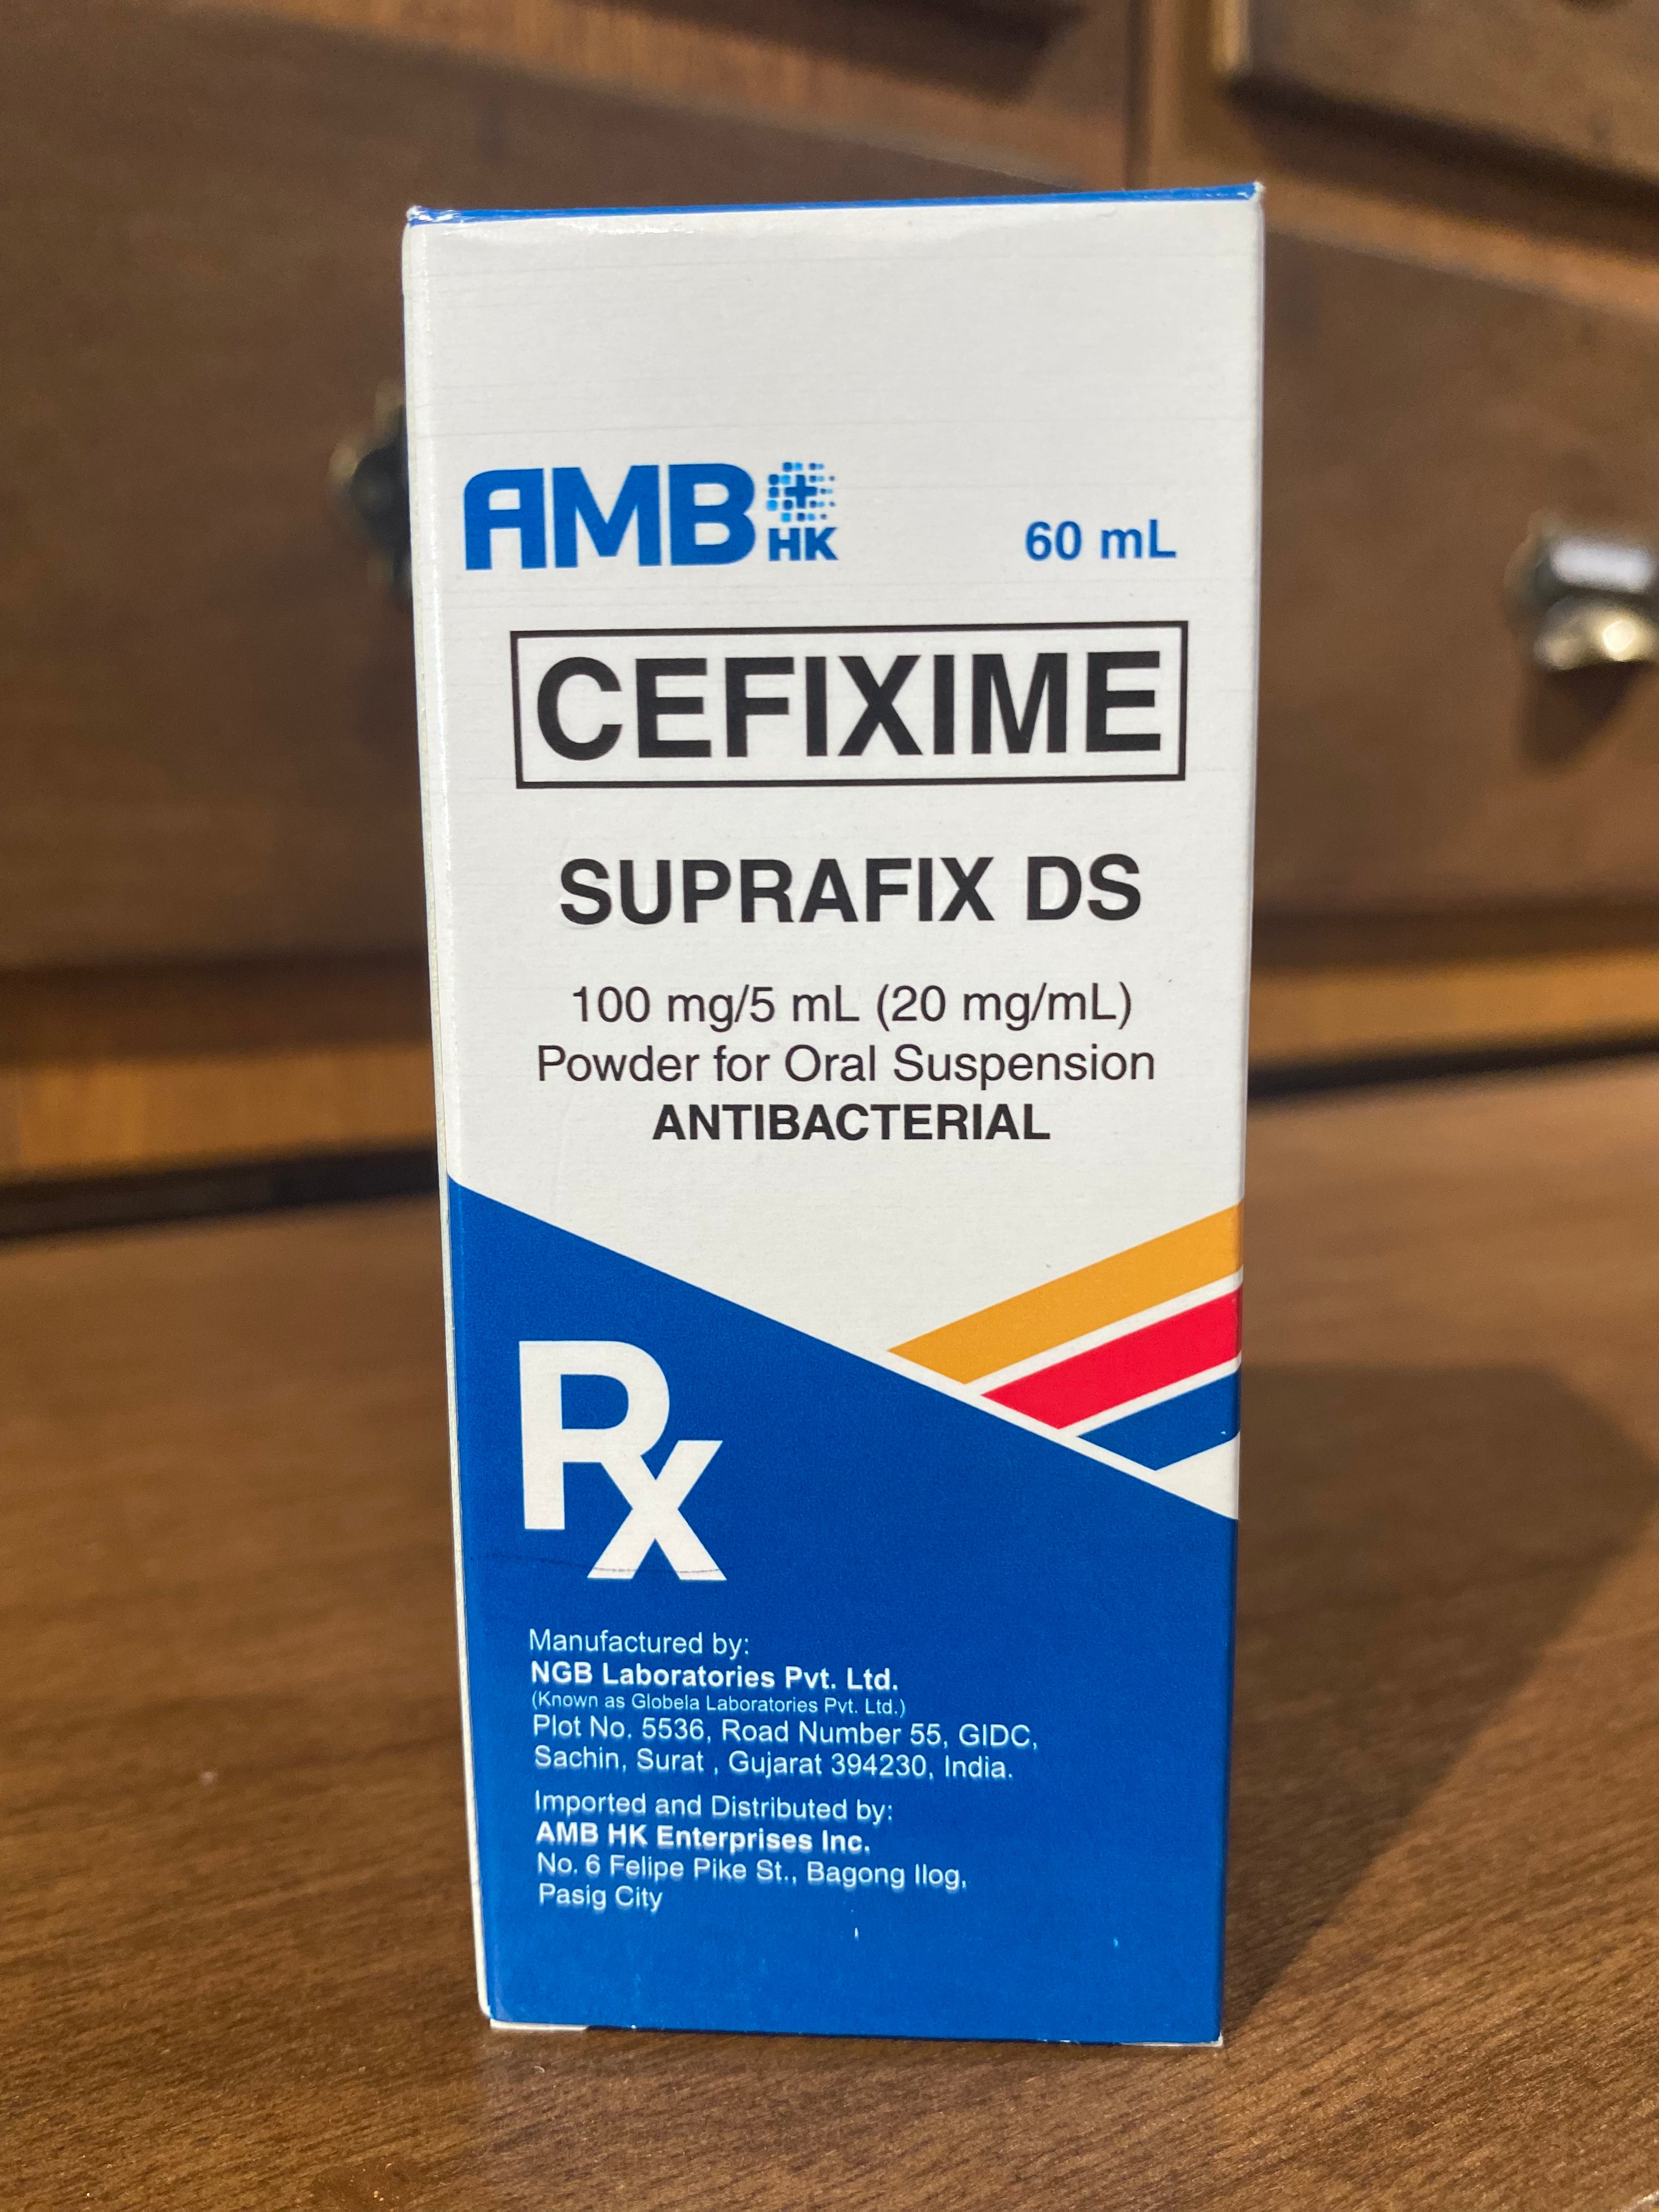 AMB HK
60 mL
CEFIXIME
SUPRAFIX DS
100 mg/5 mL (20 mg/mL)
Powder for Oral Suspension
ANTIBACTERIAL
Rx
Manufactured by:
NGB Laboratories Pvt. Ltd.
(Known as Globela Laboratories Pvt. Ltd.)
Plot No. 5536, Road Number 55, GIDC,
Sachin, Surat , Gujarat 394230, India.
Imported and Distributed by:
AMB HK Enterprises Inc.
No. 6 Felipe Pike St., Bagong Ilog,
Pasig City